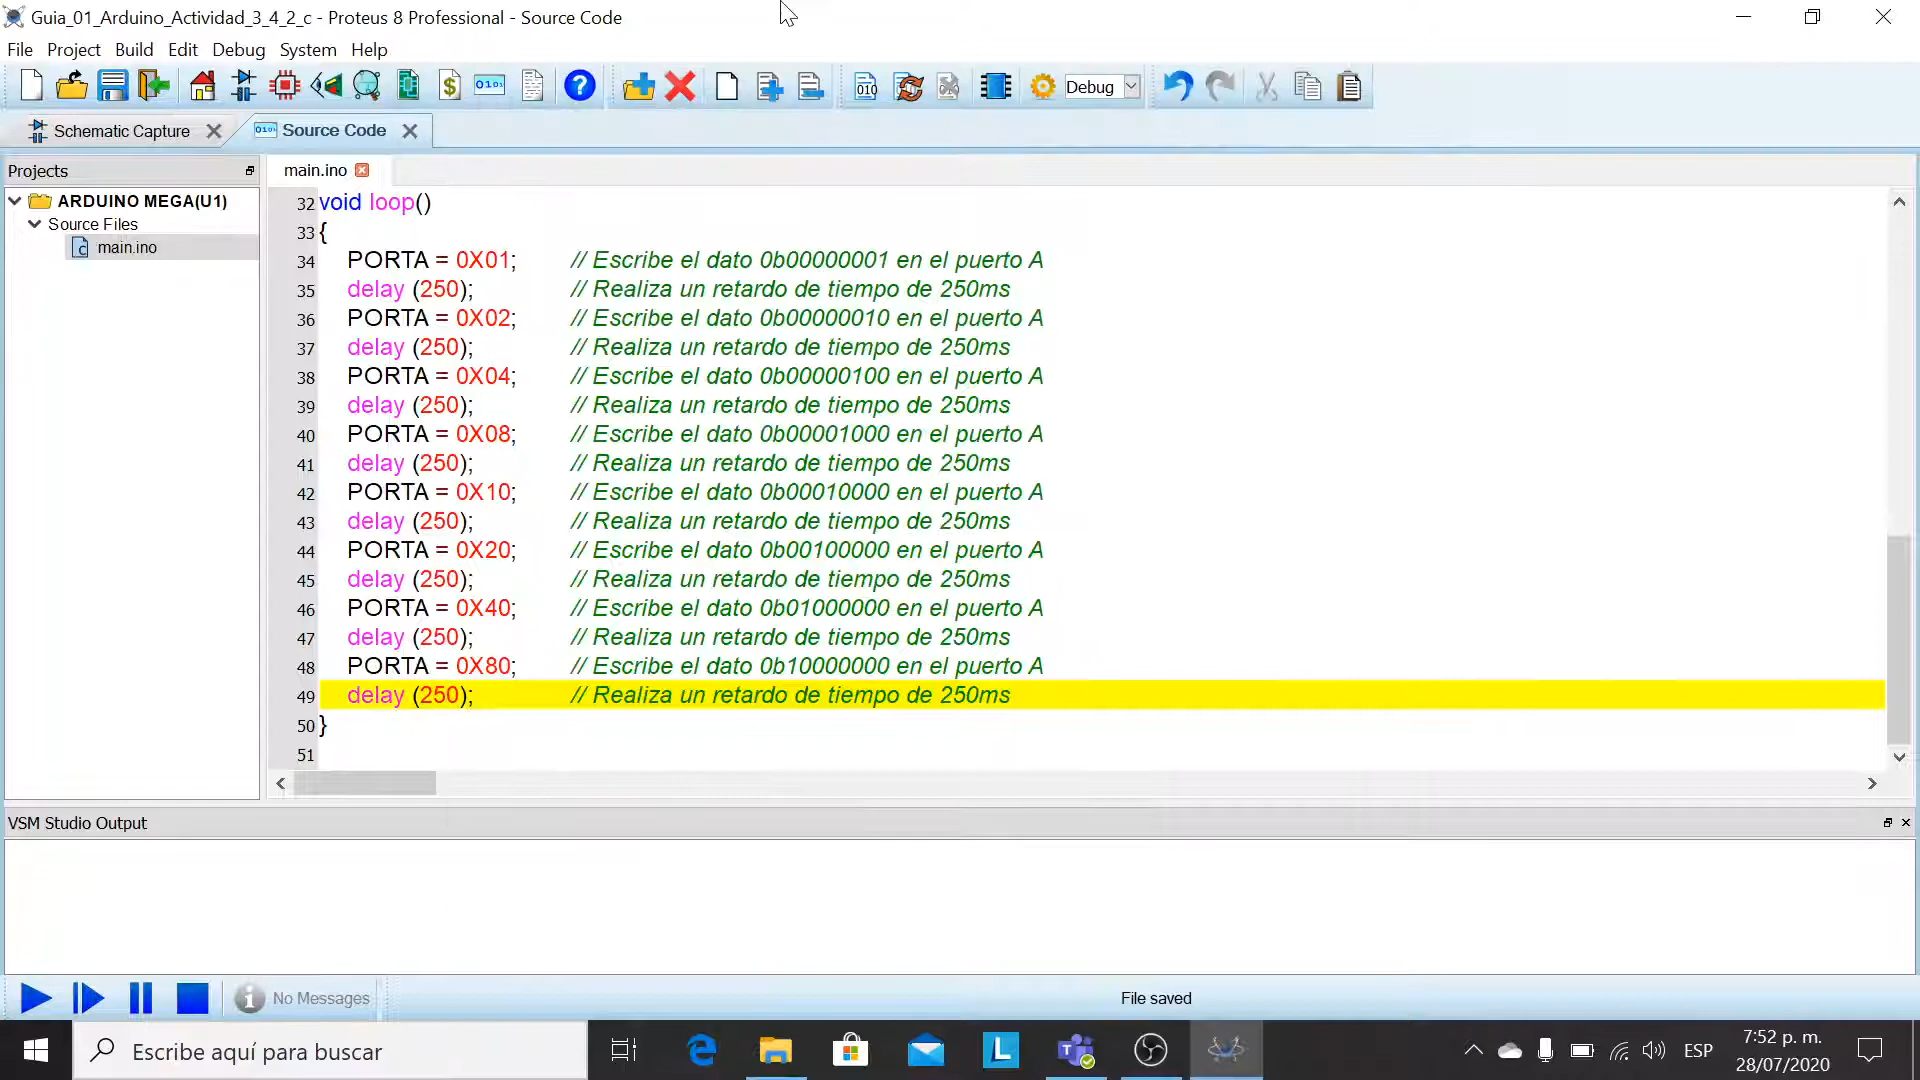 Guia_01_Arduino_Actividad_3_4_2_c - Proteus 8 Professional - Source Code
File Project Build Edit Debug System Help
Debug
Schematic Capture
Source Code
Projects
main.ino
ARDUINO MEGA(U1)
Source Files
main.ino
32 void loop()
33 {
34 PORTA = 0X01; // Escribe el dato 0b00000001 en el puerto A
35 delay (250); // Realiza un retardo de tiempo de 250ms
36 PORTA = 0X02; // Escribe el dato 0b00000010 en el puerto A
37 delay (250); // Realiza un retardo de tiempo de 250ms
38 PORTA = 0X04; // Escribe el dato 0b00000100 en el puerto A
39 delay (250); // Realiza un retardo de tiempo de 250ms
40 PORTA = 0X08; // Escribe el dato 0b00001000 en el puerto A
41 delay (250); // Realiza un retardo de tiempo de 250ms
42 PORTA = 0X10; // Escribe el dato 0b00010000 en el puerto A
43 delay (250); // Realiza un retardo de tiempo de 250ms
44 PORTA = 0X20; // Escribe el dato 0b00100000 en el puerto A
45 delay (250); // Realiza un retardo de tiempo de 250ms
46 PORTA = 0X40; // Escribe el dato 0b01000000 en el puerto A
47 delay (250); // Realiza un retardo de tiempo de 250ms
48 PORTA = 0X80; // Escribe el dato 0b10000000 en el puerto A
49 delay (250); // Realiza un retardo de tiempo de 250ms
50 }
51
VSM Studio Output
No Messages
File saved
Escribe aquí para buscar
ESP
7:52 p. m.
28/07/2020